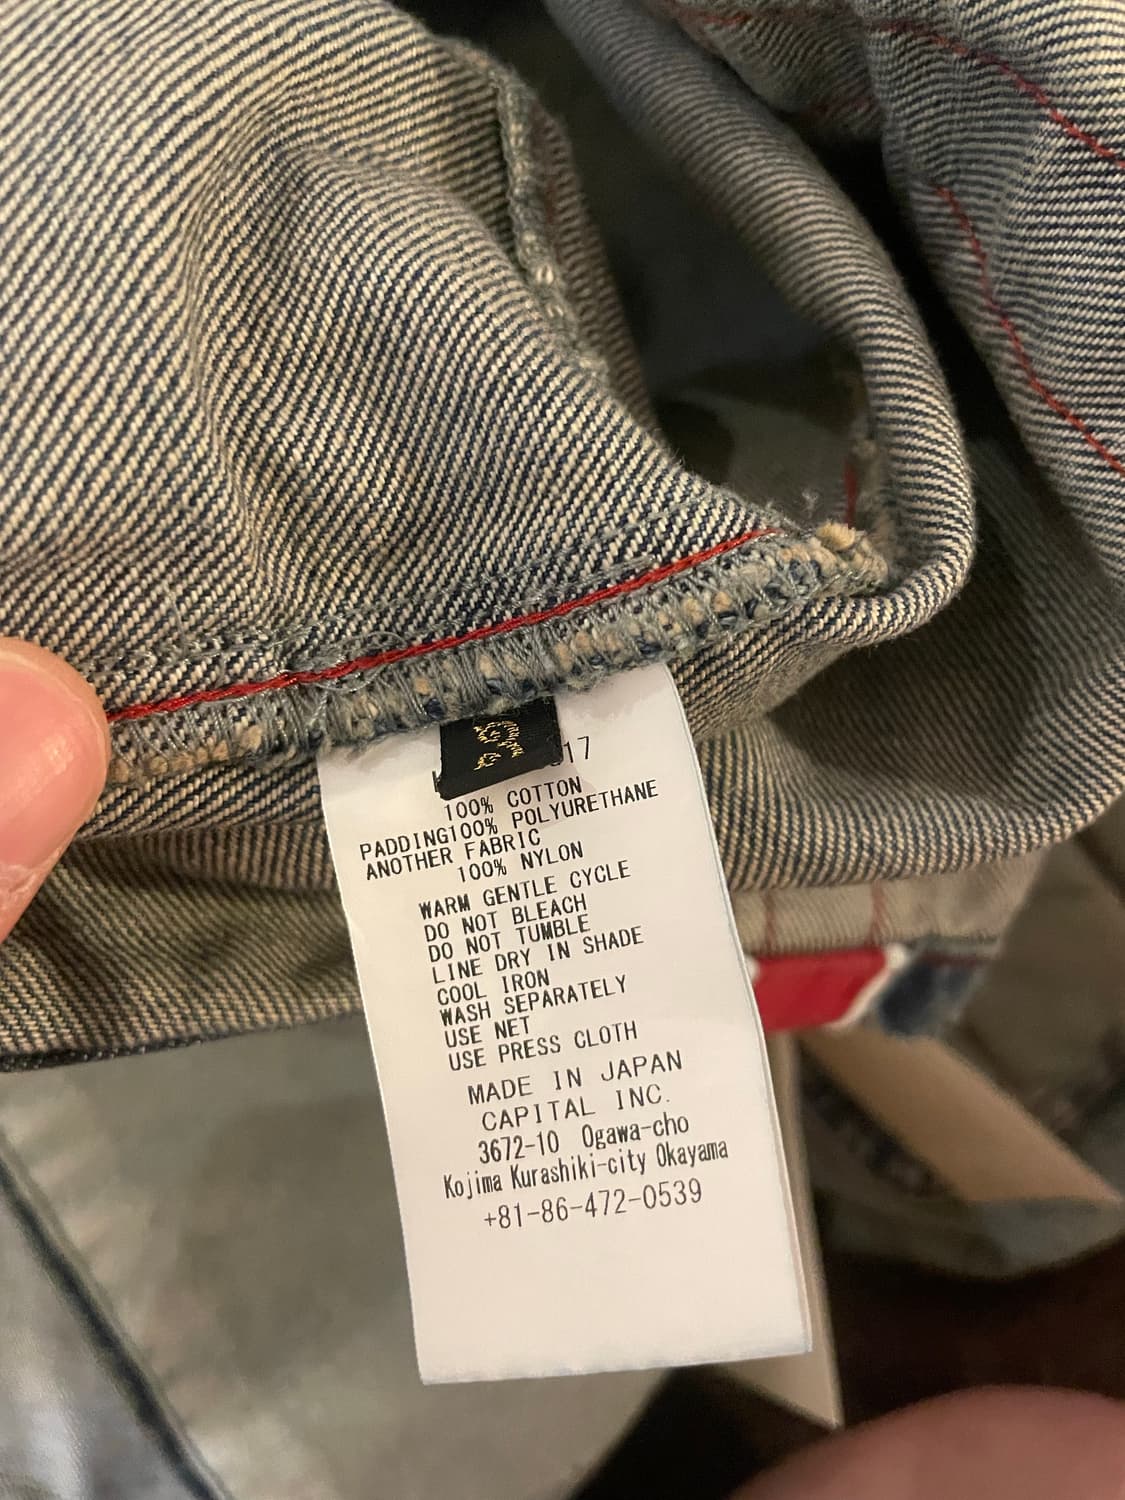 17
100% COTTON
PADDING100% POLYURETHANE
ANOTHER FABRIC
100% NYLON
WARM GENTLE CYCLE
DO NOT BLEACH
DO NOT TUMBLE
LINE DRY IN SHADE
COOL IRON
WASH SEPARATELY
USE NET
USE PRESS CLOTH
MADE IN JAPAN
CAPITAL INC.
3672-10 Ogawa-cho
Kojima Kurashiki-city Okayama
+81-86-472-0539